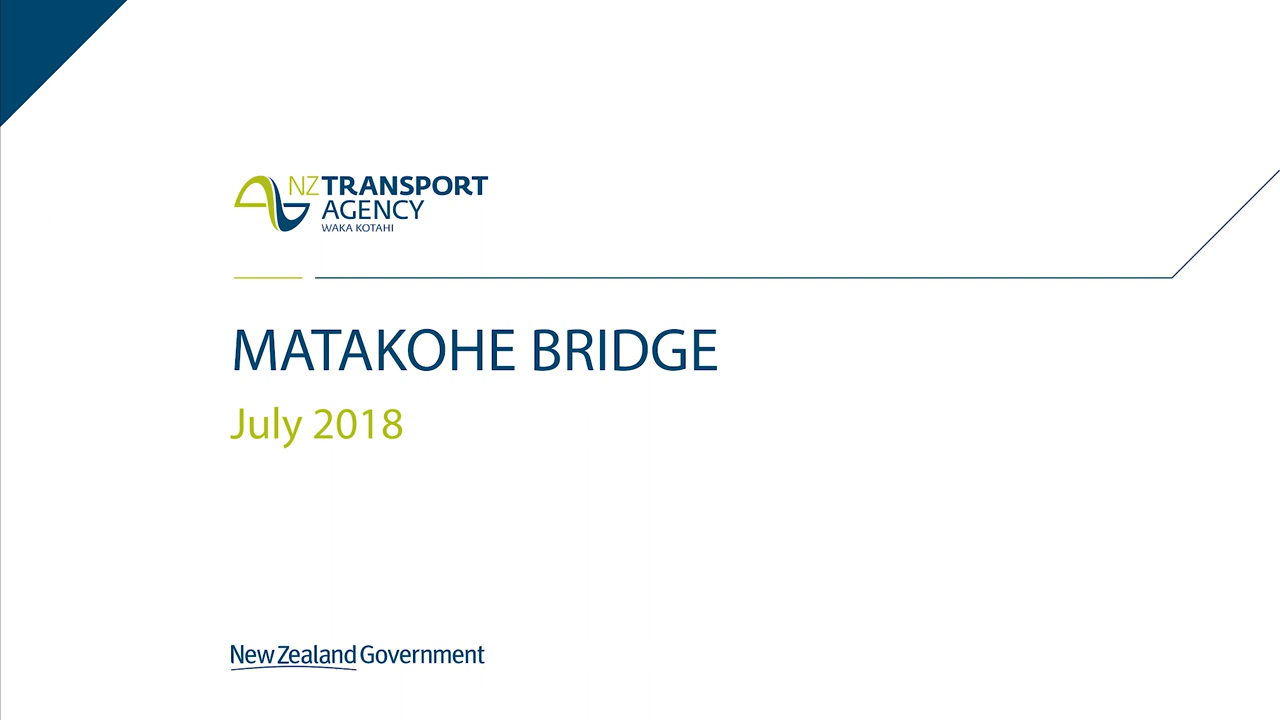 NZ TRANSPORT
AGENCY
WAKA KOTAHI
MATAKOHE BRIDGE
July 2018
New Zealand Government